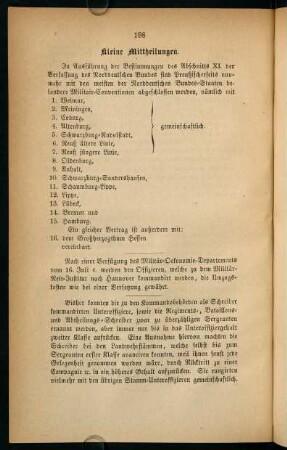 198
Kleine Mittheilungen.
In Ausführung der Bestimmungen des Abschnitts XI. der
Verfassung des Norddeutschen Bundes sind Preußischerseits nun-
mehr mit den meisten der Norddeutschen Bundes-Staaten be-
sondere Militär-Conventionen abgeschlossen worden, nämlich mit
1. Weimar,
2. Meiningen,
3. Coburg,
4. Altenburg,
5. Schwarzburg-Rudolstadt,
gemeinschaftlich.
6. Reuß ältere Linie,
7. Reuß jüngere Linie,
8. Oldenburg,
9. Anhalt,
10. Schwarzburg-Sondershausen,
11. Schaumburg-Lippe,
12. Lippe,
13. Lübeck,
14. Bremen und
15. Hamburg.
Ein gleicher Vertrag ist außerdem mit:
16. dem Großherzogthum Hessen
vereinbart.
Nach einer Verfügung des Militär-Oekonomie-Departements
vom 16. Juli c. werden den Offizieren, welche zu dem Militär-
Reit-Institut nach Hannover kommandirt werden, die Umzugs-
kosten wie bei einer Versetzung gewährt.
Bisher konnten die zu den Kommandobehörden als Schreiber
kommandirten Unteroffiziere, sowie die Regiments-, Bataillons-
und Abtheilungs-Schreiber zwar zu überzähligen Sergeanten
ernannt werden, aber sie immer nur bis in das Unteroffiziergehalt
zweiter Klasse aufrücken. Eine Ausnahme hiervon machten die
Schreiber bei den Landwehrstämmen, welche selbst bis zum
Sergeanten erster Klasse avanciren konnten, weil ihnen sonst jede
Gelegenheit genommen worden wäre, durch Rücktritt zu einer
Compagnie ꝛc. in ein höheres Gehalt aufzurücken. Sie rangirten
vielmehr mit den übrigen Stamm-Unteroffizieren gemeinschaftlich.